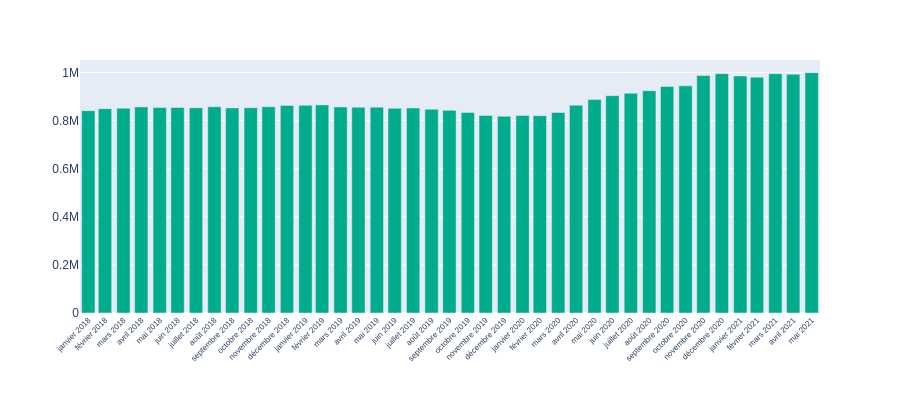 1M
0.8M
0.6M
0.4M
0.2M
0
janvier 2018
février 2018
mars 2018
avril 2018
mai 2018
juin 2018
juillet 2018
août 2018
septembre 2018
octobre 2018
novembre 2018
décembre 2018
janvier 2019
février 2019
mars 2019
avril 2019
mai 2019
juin 2019
juillet 2019
août 2019
septembre 2019
octobre 2019
novembre 2019
décembre 2019
janvier 2020
février 2020
mars 2020
avril 2020
mai 2020
juin 2020
juillet 2020
août 2020
septembre 2020
octobre 2020
novembre 2020
décembre 2020
janvier 2021
février 2021
mars 2021
avril 2021
mai 2021